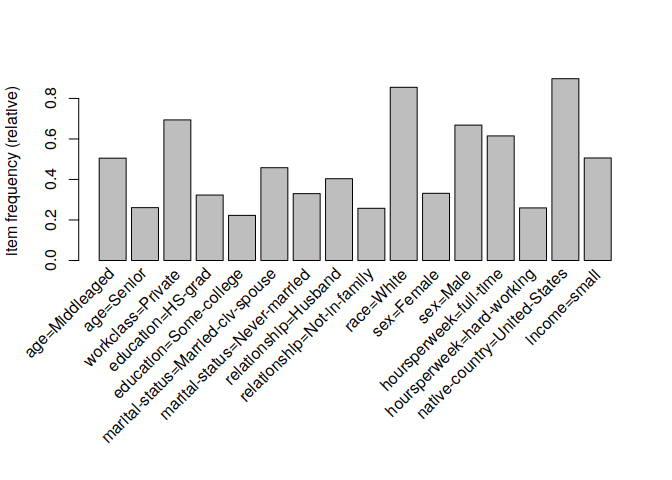 Item frequency (relative)
0.8
0.6
0.4
0.2
0.0
age=Middleaged
age=Senior
workclass=Private
education=HS-grad
education=Some-college
marital-status=Married-civ-spouse
marital-status=Never-married
relationship=Husband
relationship=Not-in-family
race=White
sex=Female
sex=Male
hoursperweek=full-time
hoursperweek=hard-working
native-country=United-States
income=small